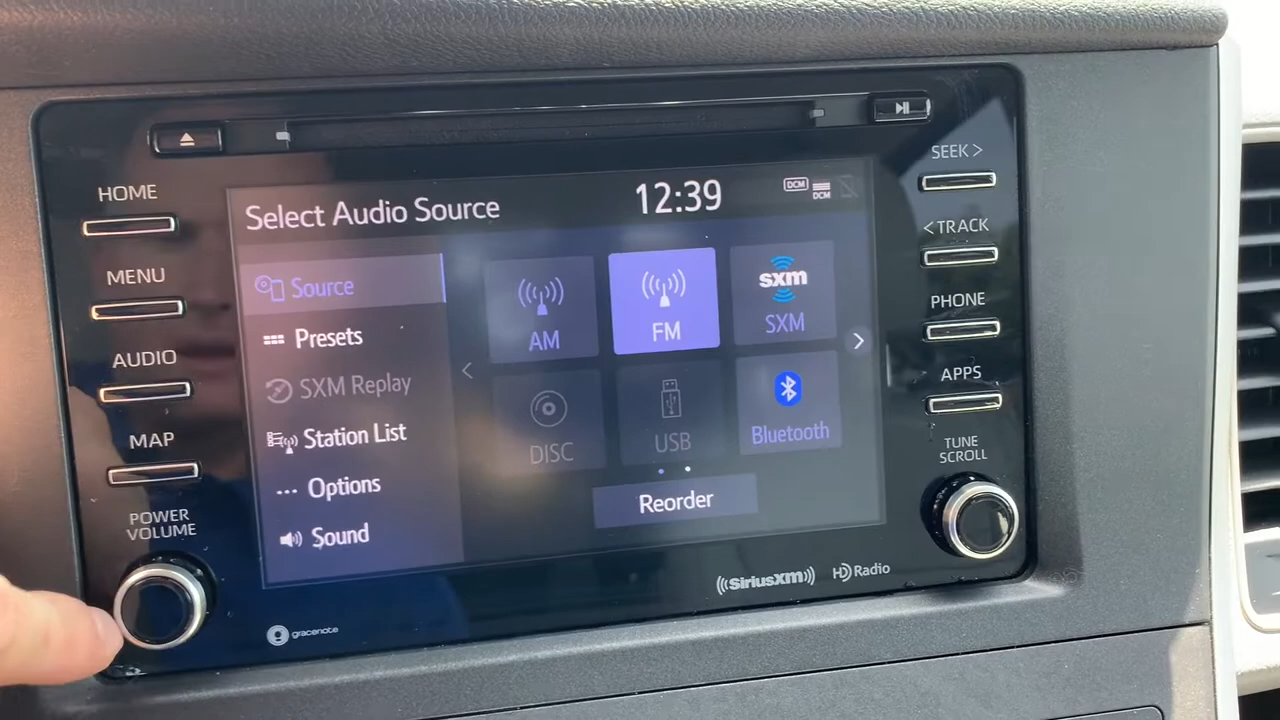 HOME
MENU
AUDIO
MAP
POWER
VOLUME
Select Audio Source
12:39
DCM
DCM
Source
Presets
SXM Replay
Station List
Options
Sound
AM
FM
sxm
SXM
DISC
USB
Bluetooth
Reorder
SEEK >
< TRACK
PHONE
APPS
TUNE
SCROLL
gracenote
((SiriusXM))
HD Radio